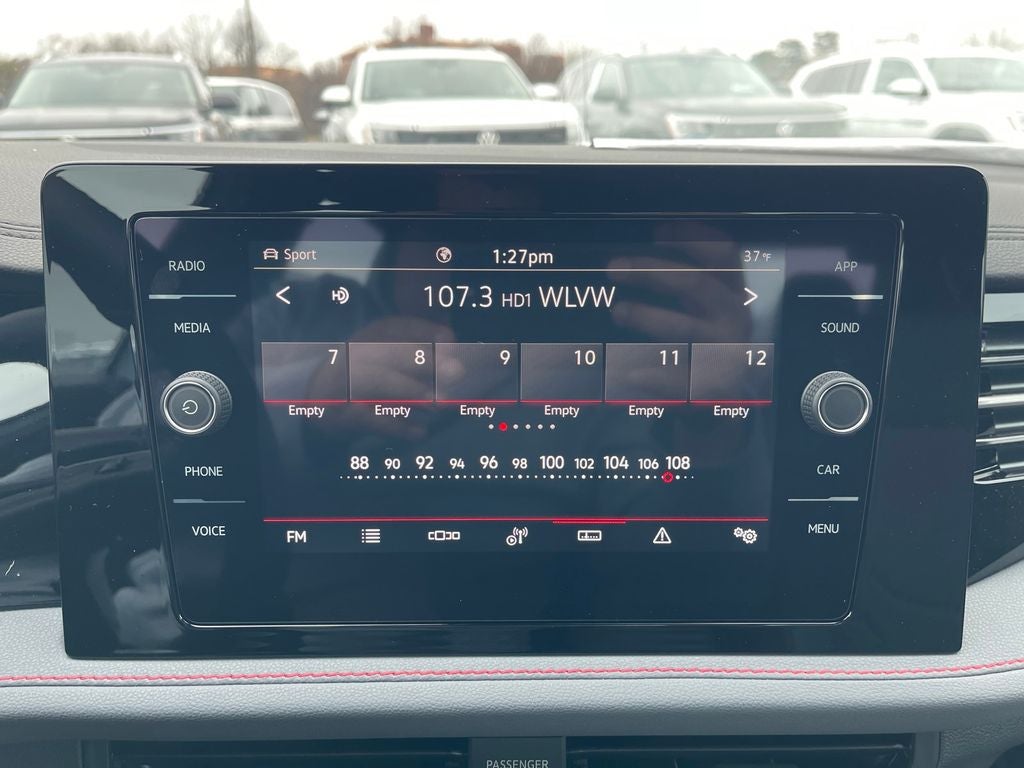 RADIO
MEDIA
PHONE
VOICE
Sport 1:27pm 37°F
HD 107.3 HD1 WLVW
7 8 9 10 11 12
Empty Empty Empty Empty Empty Empty
88 90 92 94 96 98 100 102 104 106 108
FM
APP
SOUND
CAR
MENU
PASSENGER